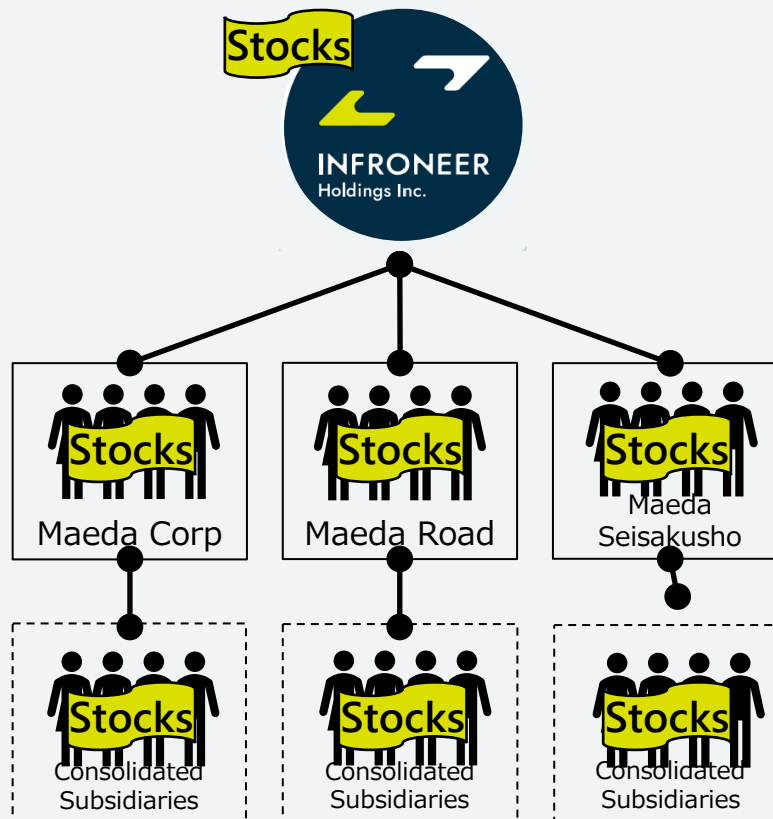 Stocks
INFRONEER
Holdings Inc.
Stocks
Maeda Corp
Stocks
Maeda Road
Stocks
Maeda
Seisakusho
Stocks
Consolidated
Subsidiaries
Stocks
Consolidated
Subsidiaries
Stocks
Consolidated
Subsidiaries